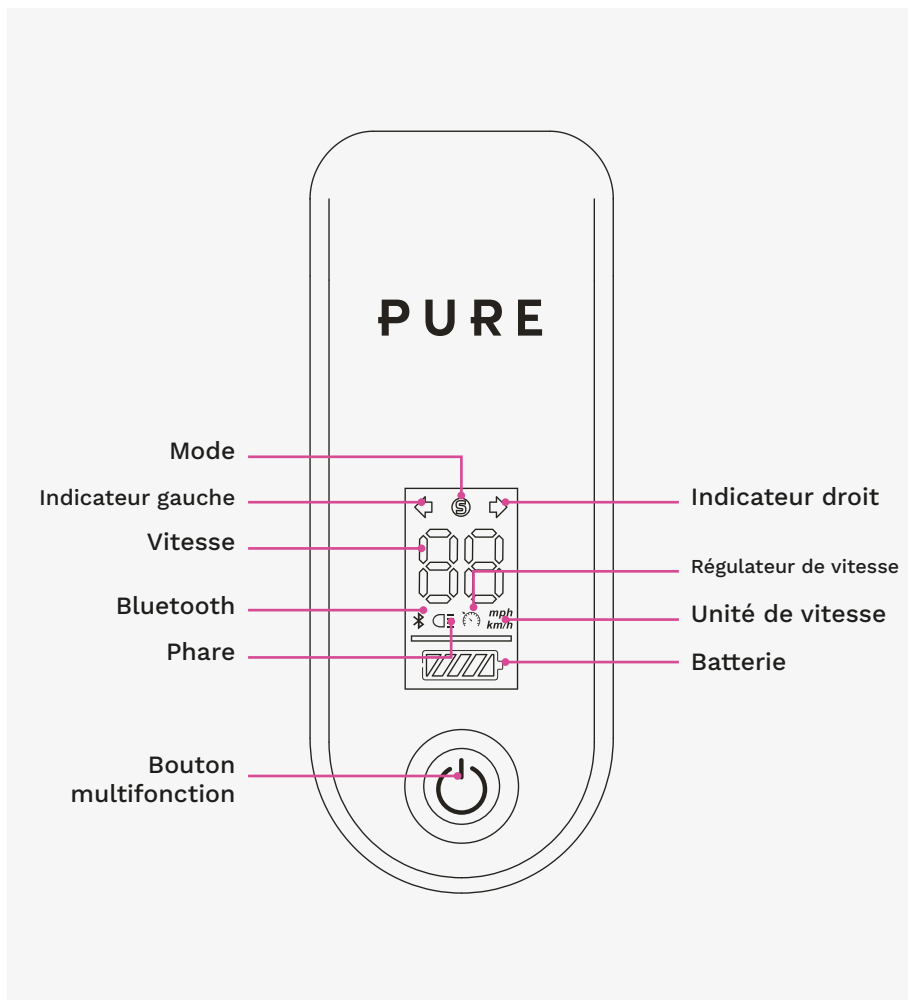 PURE
Mode
Indicateur gauche
Indicateur droit
Vitesse
Régulateur de vitesse
Bluetooth
Unité de vitesse
Phare
Batterie
S
88
mph
km/h
Bouton
multifonction